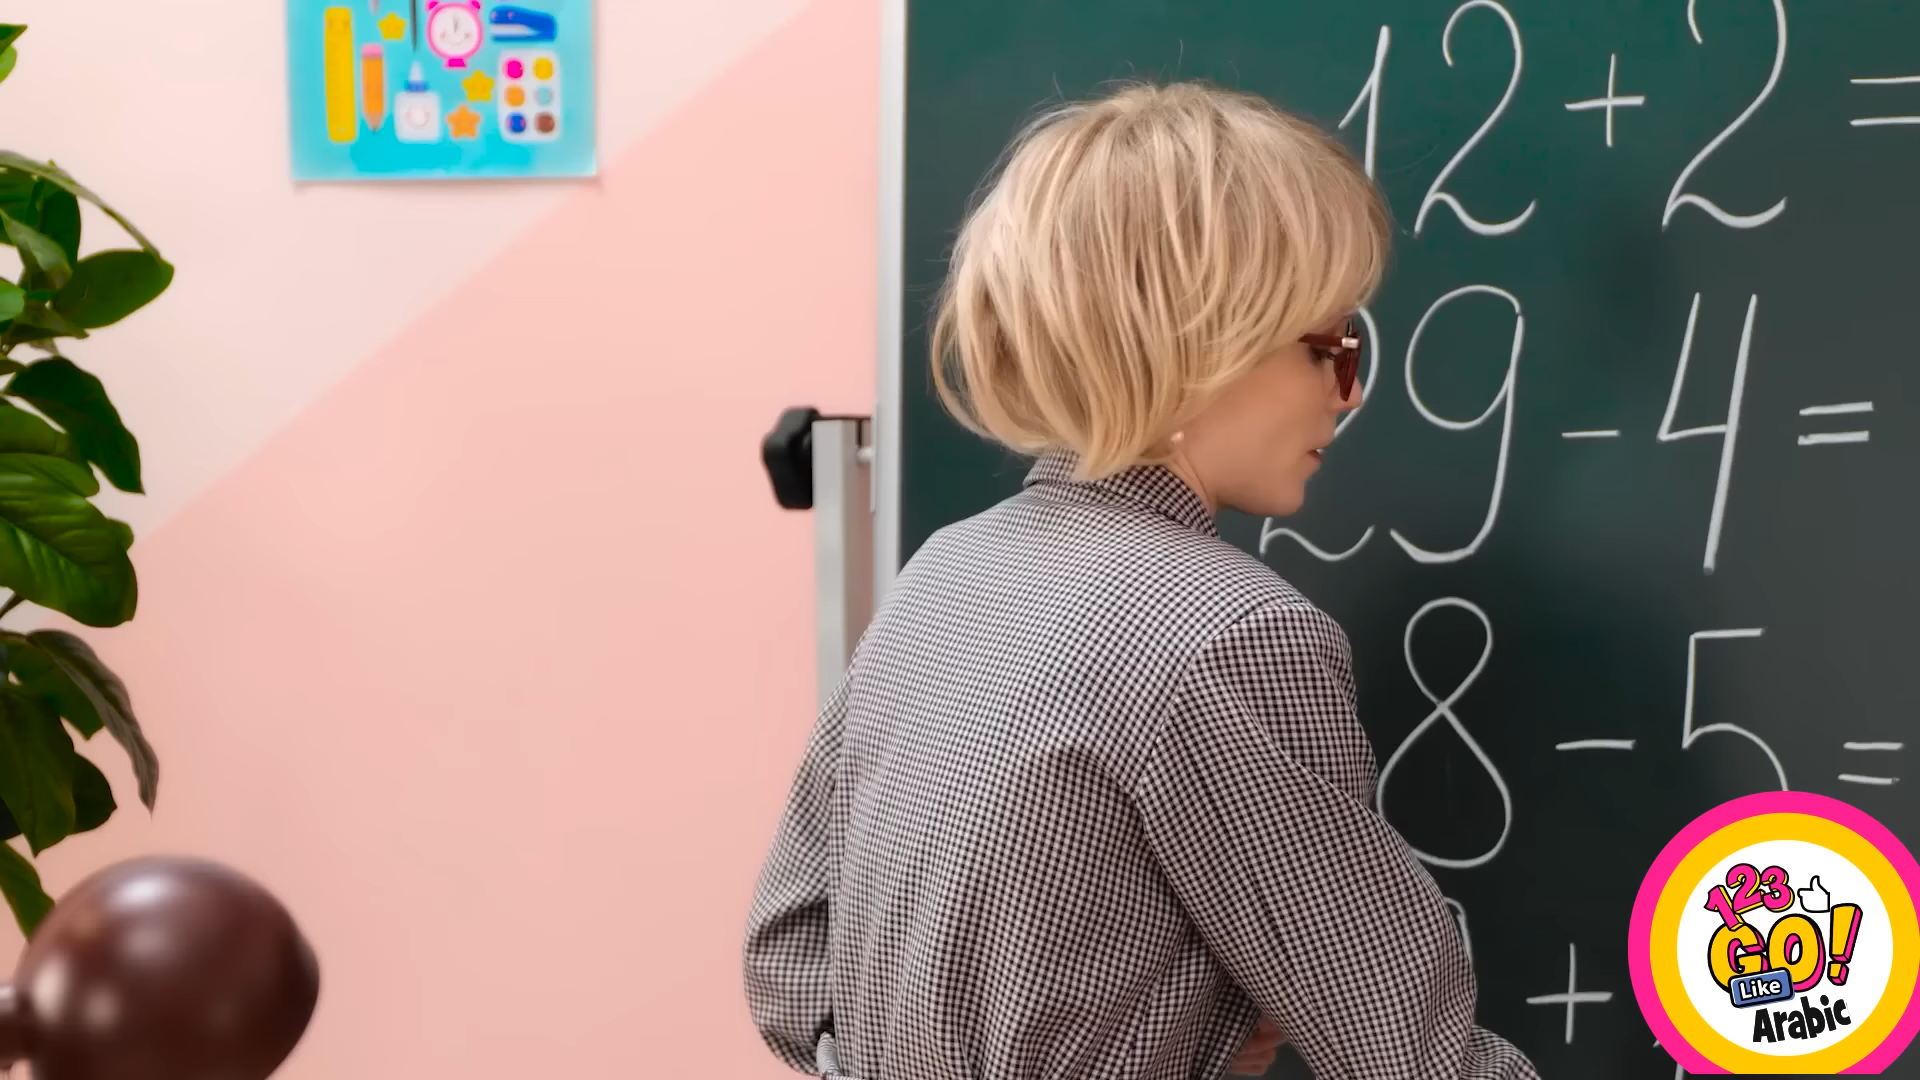 12 + 2 =
29 - 4 =
8 - 5 =
+
123
GO!
Like
Arabic